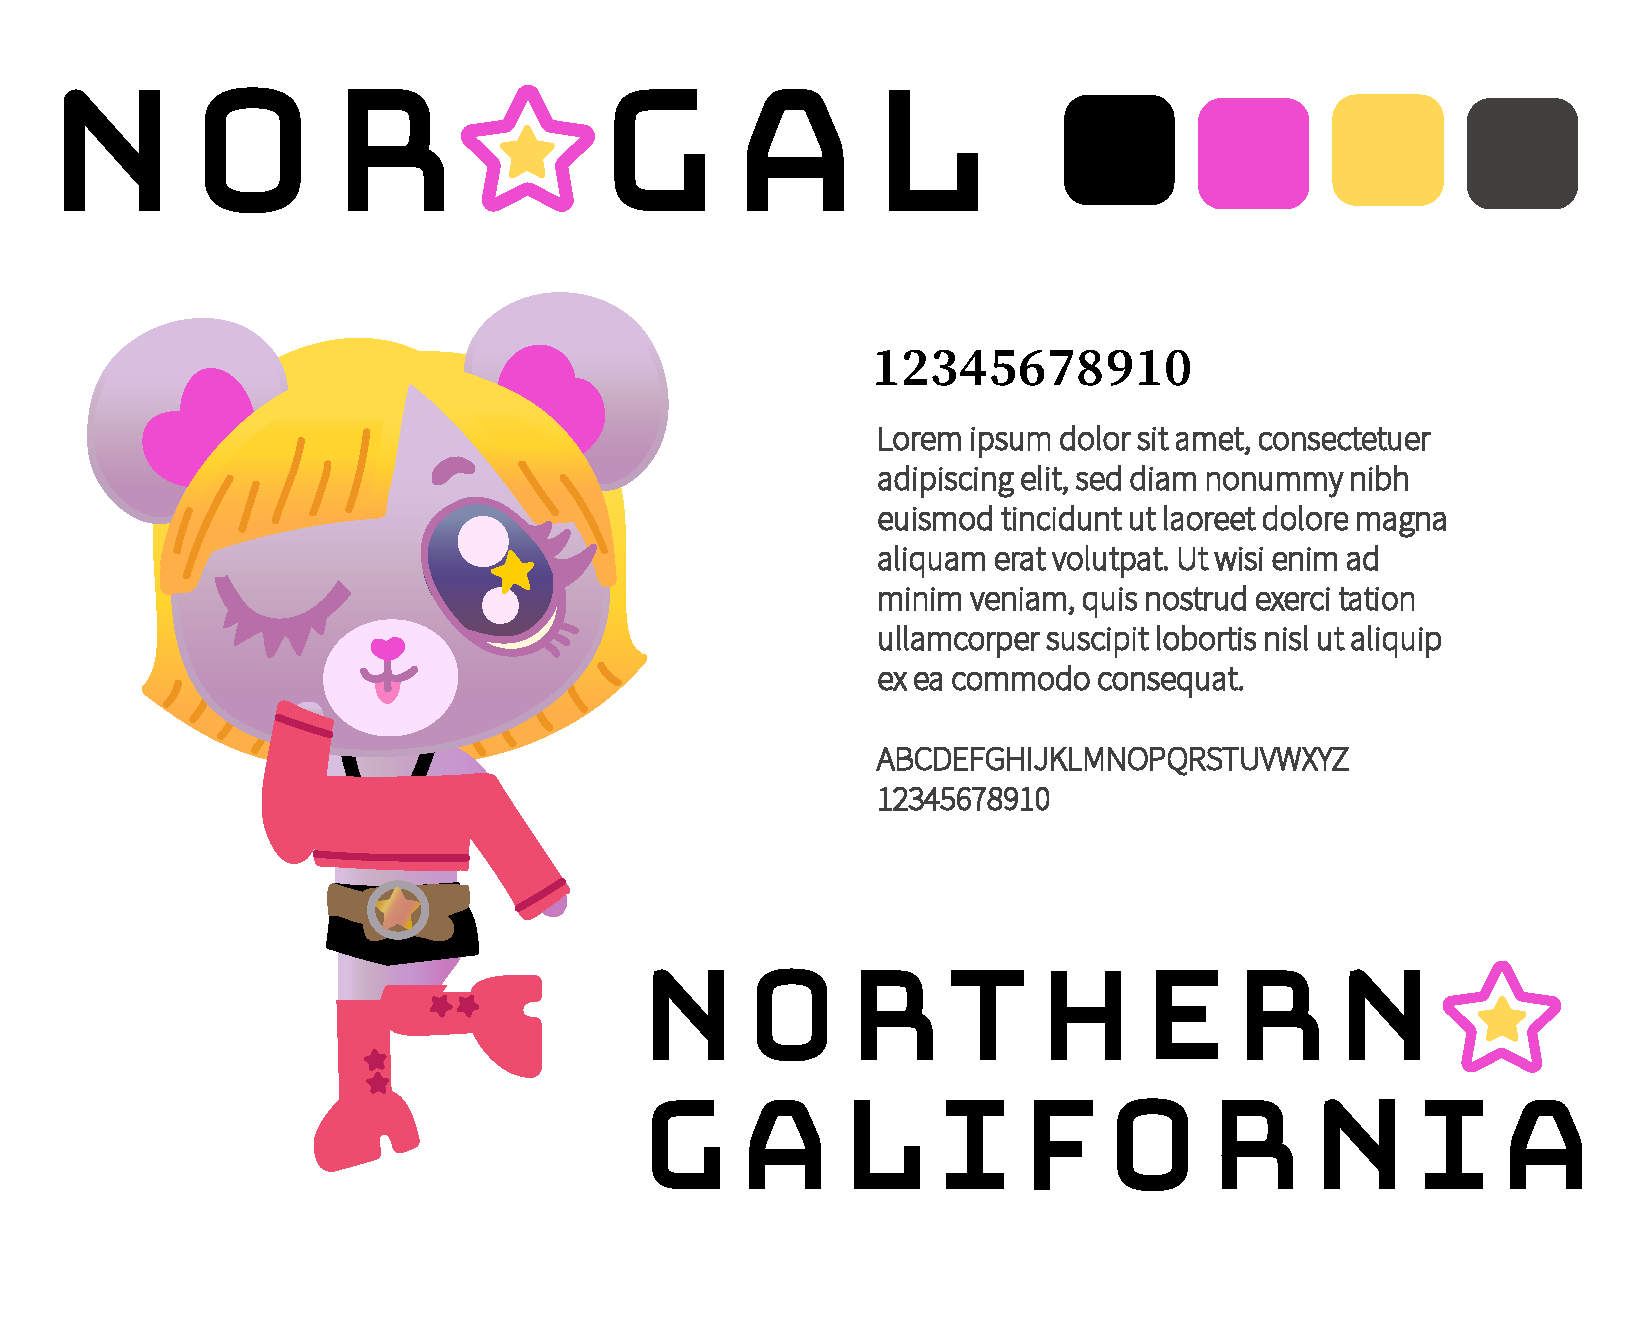 NOR GAL
12345678910
Lorem ipsum dolor sit amet, consectetuer
adipiscing elit, sed diam nonummy nibh
euismod tincidunt ut laoreet dolore magna
aliquam erat volutpat. Ut wisi enim ad
minim veniam, quis nostrud exerci tation
ullamcorper suscipit lobortis nisl ut aliquip
ex ea commodo consequat.
ABCDEFGHIJKLMNOPQRSTUVWXYZ
12345678910
NORTHERN
GALIFORNIA